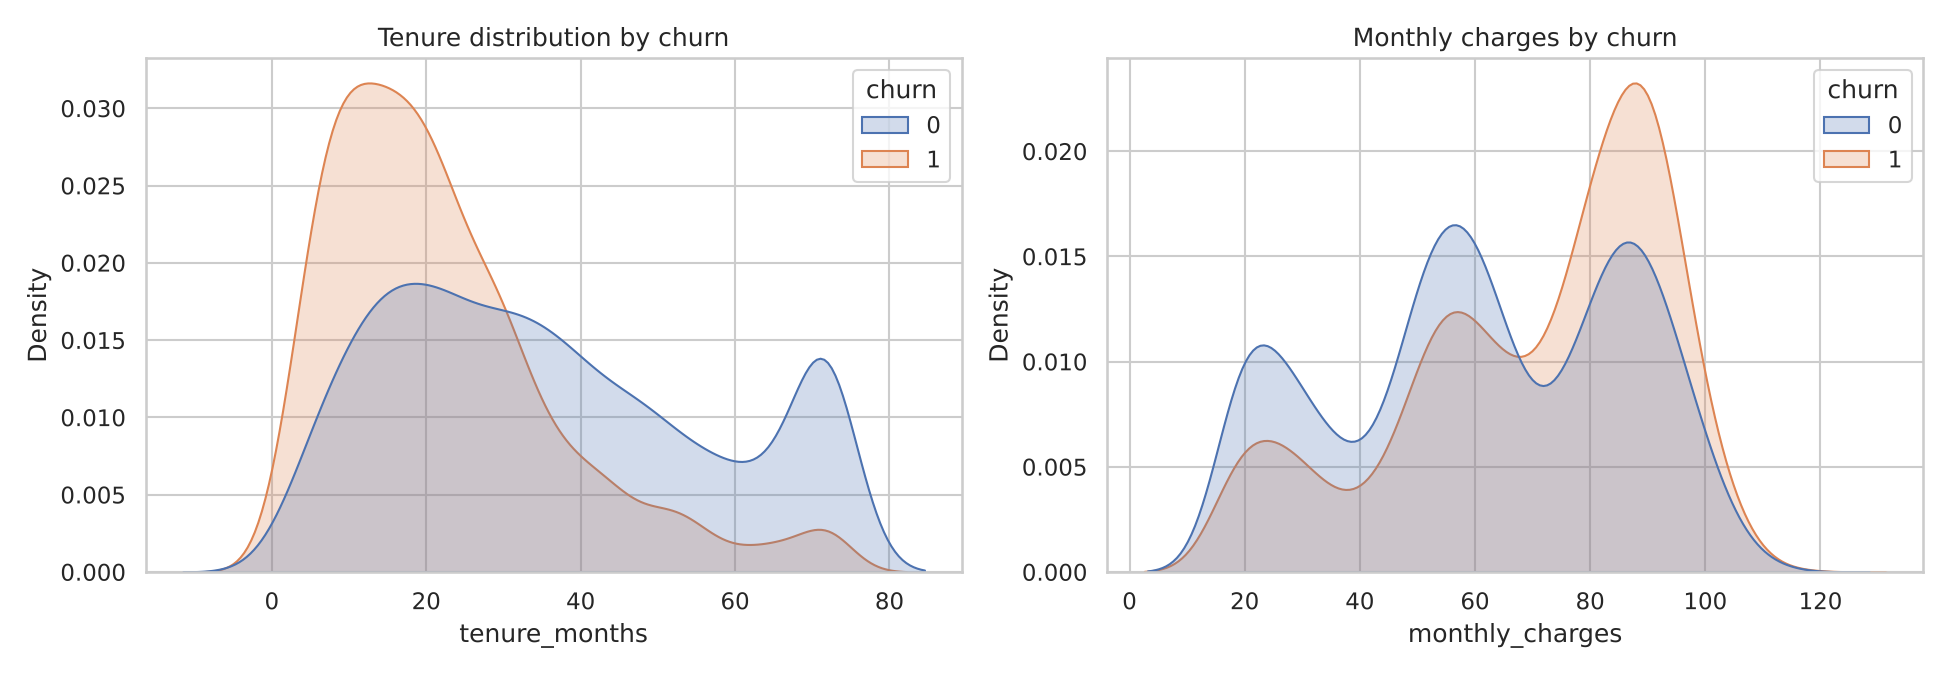 Tenure distribution by churn
churn
0
1
0.030
0.025
0.020
0.015
0.010
0.005
0.000
Density
0 20 40 60 80
tenure_months
Monthly charges by churn
churn
0
1
0.020
0.015
0.010
0.005
0.000
Density
0 20 40 60 80 100 120
monthly_charges